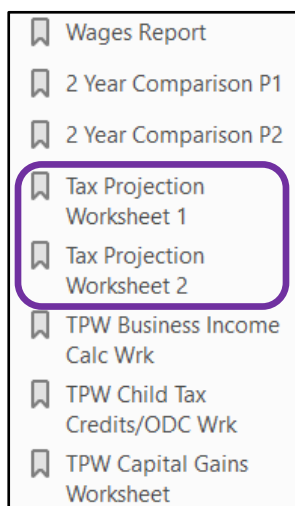 Wages Report
2 Year Comparison P1
2 Year Comparison P2
Tax Projection
Worksheet 1
Tax Projection
Worksheet 2
TPW Business Income
Calc Wrk
TPW Child Tax
Credits/ODC Wrk
TPW Capital Gains
Worksheet